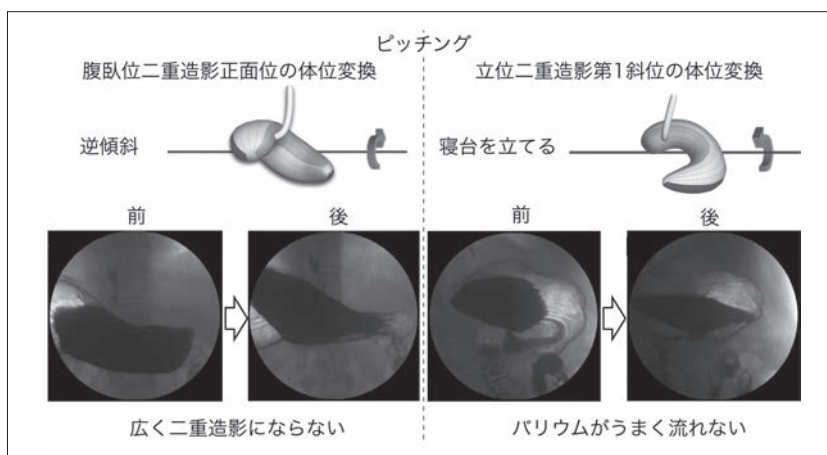 ピッチング
腹臥位二重造影正面位の体位変換
逆傾斜
前
後
広く二重造影にならない
立位二重造影第1斜位の体位変換
寝台を立てる
前
後
バリウムがうまく流れない